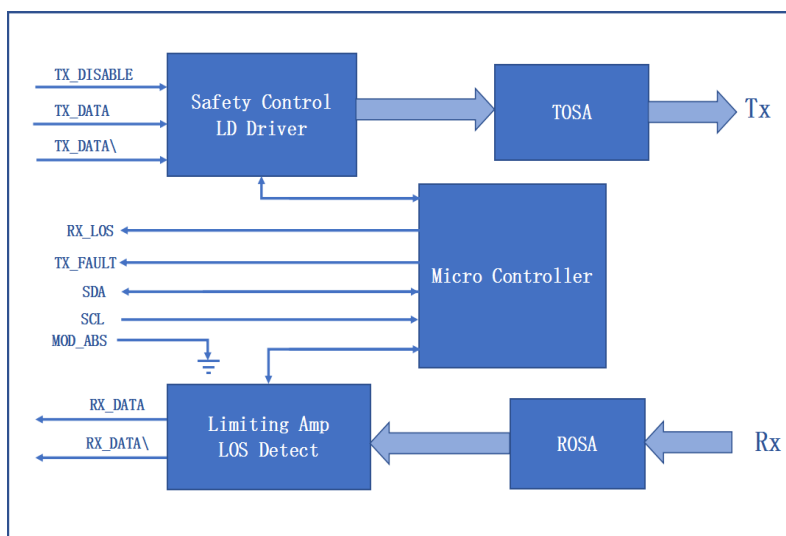 TX_DISABLE
TX_DATA
TX_DATA\
Safety Control
LD Driver
TOSA
Tx
RX_LOS
TX_FAULT
SDA
SCL
MOD_ABS
Micro Controller
RX_DATA
RX_DATA\
Limiting Amp
LOS Detect
ROSA
Rx